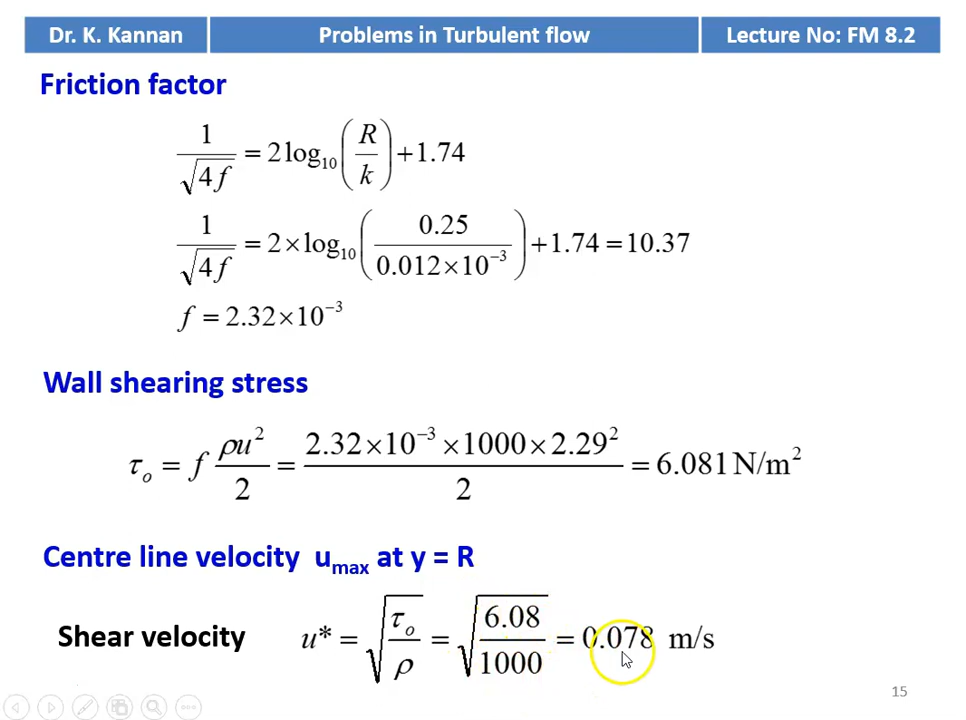 Dr. K. Kannan Problems in Turbulent flow Lecture No: FM 8.2
Friction factor
1/√(4f) = 2 log₁₀ (R/k) + 1.74
1/√(4f) = 2 × log₁₀ (0.25/(0.012×10⁻³)) + 1.74 = 10.37
f = 2.32×10⁻³
Wall shearing stress
τₒ = f ρu²/2 = (2.32×10⁻³ ×1000 × 2.29²)/2 = 6.081 N/m²
Centre line velocity uₘₐₓ at y = R
Shear velocity u* = √(τₒ/ρ) = √(6.08/1000) = 0.078 m/s
15